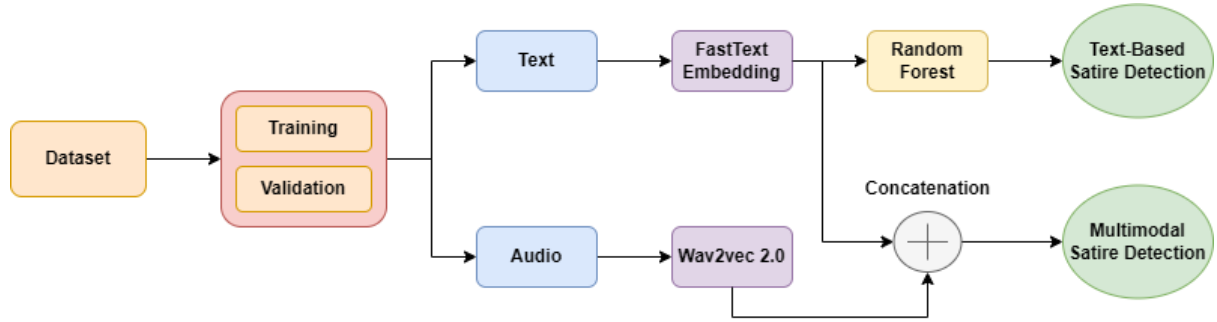 Dataset
Training
Validation
Text
FastText
Embedding
Random
Forest
Text-Based
Satire Detection
Audio
Wav2vec 2.0
Concatenation
Multimodal
Satire Detection